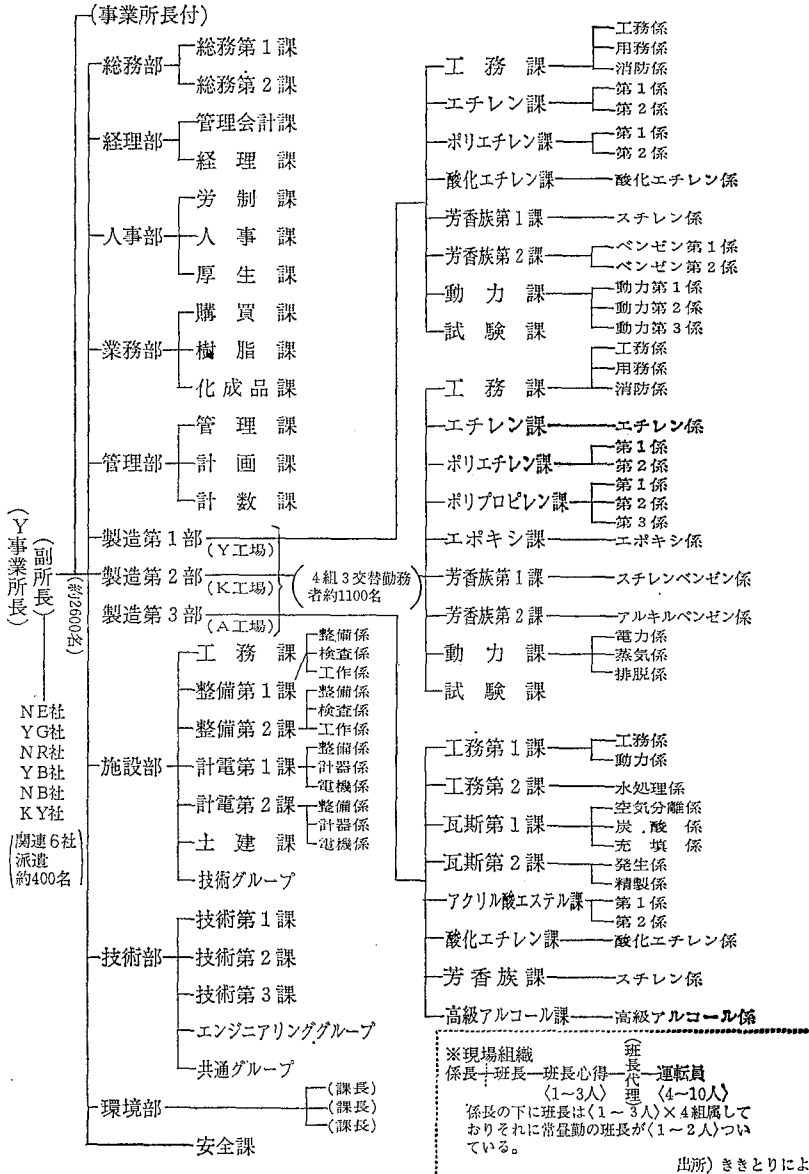 (事業所長付)
総務部
総務第1課
総務第2課
経理部
管理会計課
経理課
人事部
労制課
人事課
厚生課
業務部
購買課
樹脂課
化成品課
管理部
管理課
計画課
計数課
(Y事業所長)
(副所長)
(約2600名)
NE社
YG社
NR社
YB社
NB社
KY社
(関連6社
派遣
約400名)
製造第1部
(Y工場)
製造第2部
(K工場)
製造第3部
(A工場)
(4組3交替勤務
者約1100名)
施設部
工務課
整備第1課
整備係
検査係
工作係
整備第2課
整備係
検査係
工作係
計電第1課
整備係
計器係
電機係
計電第2課
整備係
計器係
電機係
土建課
技術グループ
技術部
技術第1課
技術第2課
技術第3課
エンジニアリンググループ
共通グループ
環境部
(課長)
(課長)
(課長)
安全課
工務課
工務係
用務係
消防係
エチレン課
第1係
第2係
ポリエチレン課
第1係
第2係
酸化エチレン課
酸化エチレン係
芳香族第1課
スチレン係
芳香族第2課
ベンゼン第1係
ベンゼン第2係
動力課
動力第1係
動力第2係
動力第3係
試験課
工務課
工務係
用務係
消防係
エチレン課
エチレン係
ポリエチレン課
第1係
第2係
ポリプロピレン課
第1係
第2係
第3係
エポキシ課
エポキシ係
芳香族第1課
スチレンベンゼン係
芳香族第2課
アルキルベンゼン係
動力課
電力係
蒸気係
排脱係
試験課
工務第1課
工務係
動力係
工務第2課
水処理係
瓦斯第1課
空気分離係
炭酸係
充填係
瓦斯第2課
発生係
精製係
アクリル酸エステル課
第1係
第2係
酸化エチレン課
酸化エチレン係
芳香族課
スチレン係
高級アルコール課
高級アルコール係
※現場組織
係長 班長 班長心得 (班長代理) 運転員
〈1~3人〉 〈4~10人〉
係長の下に班長は〈1~3人〉×4組属して
おりそれに常昼勤の班長が〈1~2人〉つい
ている。
出所) ききとりによ